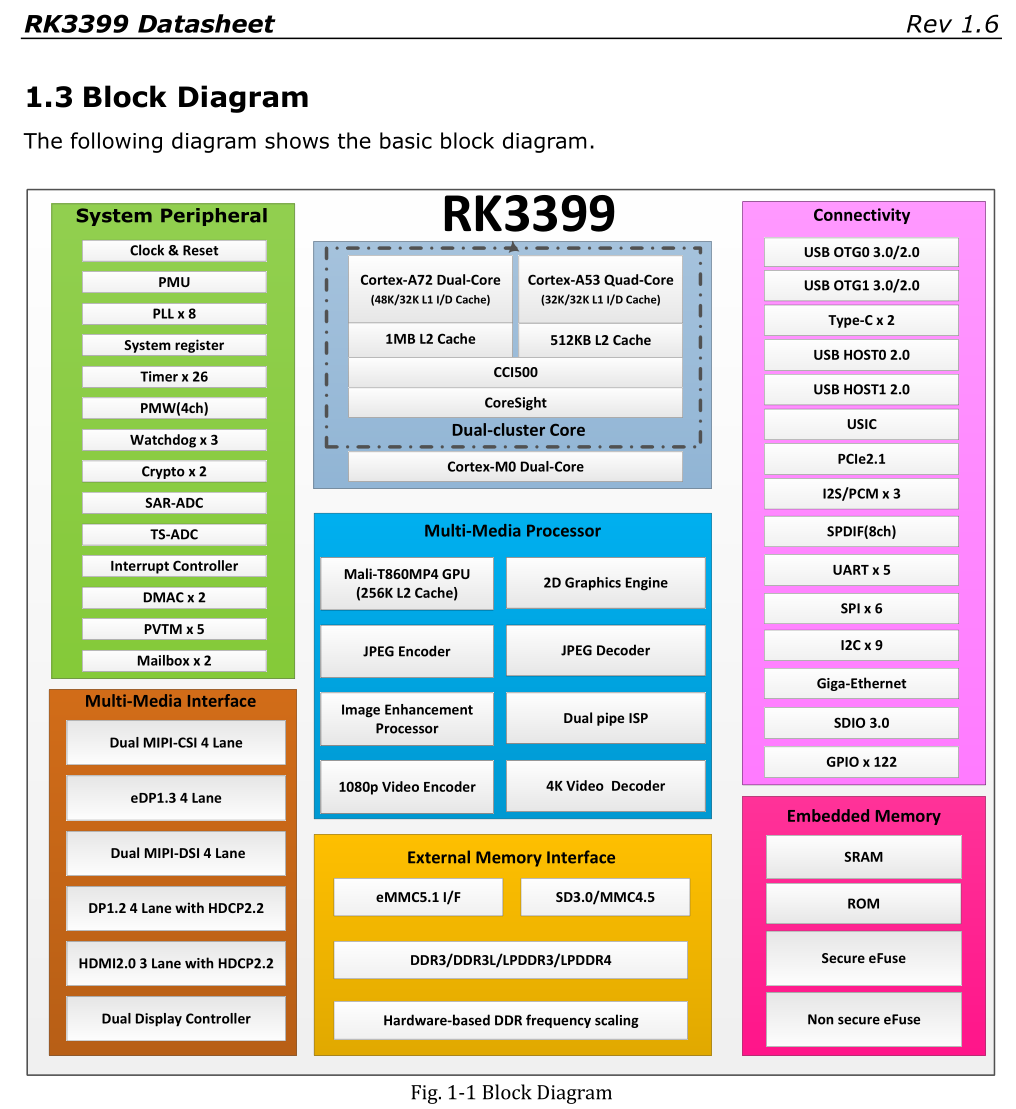 RK3399 Datasheet
Rev 1.6
1.3 Block Diagram
The following diagram shows the basic block diagram.
RK3399
System Peripheral
Clock & Reset
PMU
PLL x 8
System register
Timer x 26
PMW(4ch)
Watchdog x 3
Crypto x 2
SAR-ADC
TS-ADC
Interrupt Controller
DMAC x 2
PVTM x 5
Mailbox x 2
Multi-Media Interface
Dual MIPI-CSI 4 Lane
eDP1.3 4 Lane
Dual MIPI-DSI 4 Lane
DP1.2 4 Lane with HDCP2.2
HDMI2.0 3 Lane with HDCP2.2
Dual Display Controller
Cortex-A72 Dual-Core
(48K/32K L1 I/D Cache)
Cortex-A53 Quad-Core
(32K/32K L1 I/D Cache)
1MB L2 Cache
512KB L2 Cache
CCI500
CoreSight
Dual-cluster Core
Cortex-M0 Dual-Core
Multi-Media Processor
Mali-T860MP4 GPU
(256K L2 Cache)
2D Graphics Engine
JPEG Encoder
JPEG Decoder
Image Enhancement
Processor
Dual pipe ISP
1080p Video Encoder
4K Video Decoder
External Memory Interface
eMMC5.1 I/F
SD3.0/MMC4.5
DDR3/DDR3L/LPDDR3/LPDDR4
Hardware-based DDR frequency scaling
Connectivity
USB OTG0 3.0/2.0
USB OTG1 3.0/2.0
Type-C x 2
USB HOST0 2.0
USB HOST1 2.0
USIC
PCIe2.1
I2S/PCM x 3
SPDIF(8ch)
UART x 5
SPI x 6
I2C x 9
Giga-Ethernet
SDIO 3.0
GPIO x 122
Embedded Memory
SRAM
ROM
Secure eFuse
Non secure eFuse
Fig. 1-1 Block Diagram